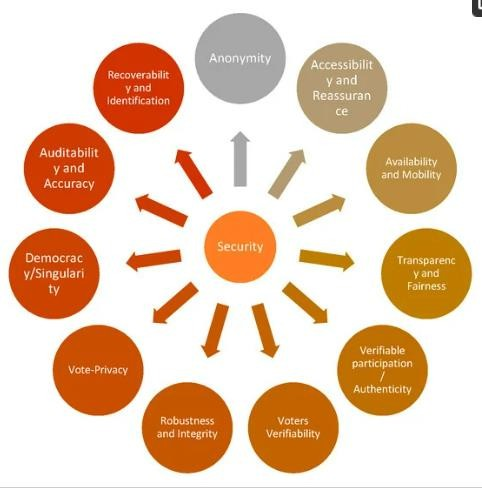 Anonymity
Accessibilit
y and
Reassuran
ce
Availability
and Mobility
Transparenc
y and
Fairness
Verifiable
participation
/
Authenticity
Voters
Verifiability
Robustness
and Integrity
Vote-Privacy
Democrac
y/Singulari
ty
Auditabilit
y and
Accuracy
Recoverabilit
y and
Identification
Security